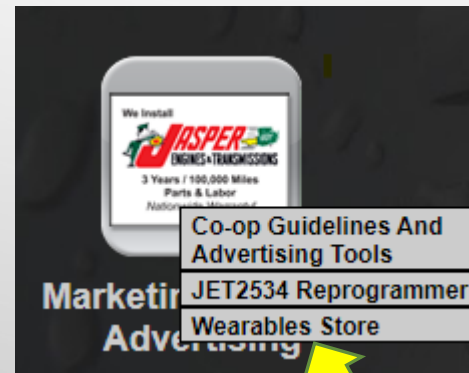 We Install
JASPER
ENGINES & TRANSMISSIONS
3 Years / 100,000 Miles
Parts & Labor
Co-op Guidelines And
Advertising Tools
JET2534 Reprogrammer
Wearables Store